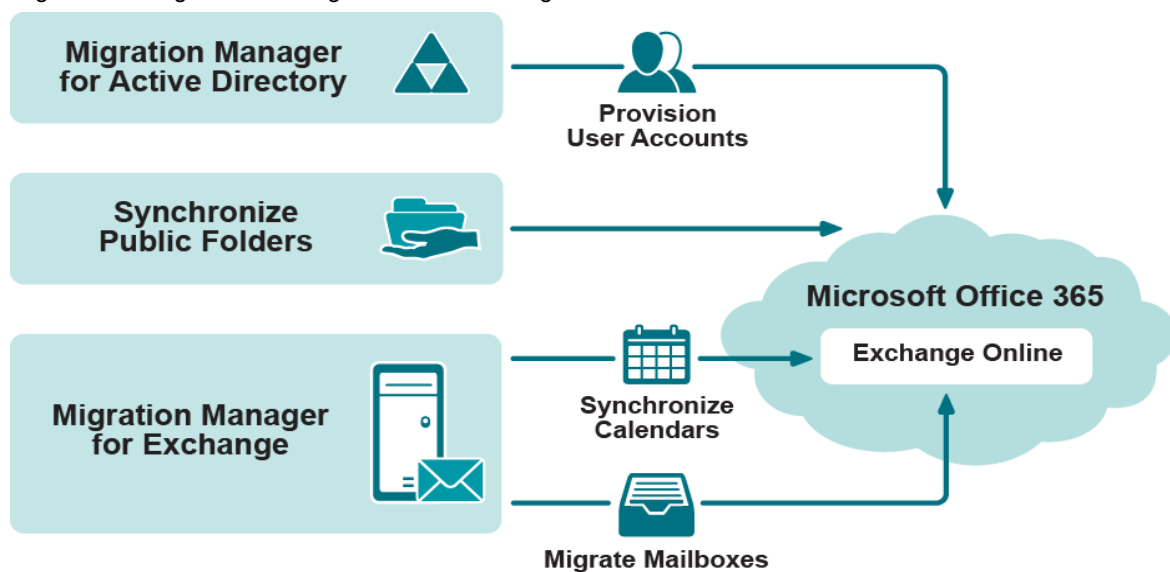 Migration Manager
for Active Directory
Provision
User Accounts
Synchronize
Public Folders
Microsoft Office 365
Exchange Online
Migration Manager
for Exchange
Synchronize
Calendars
Migrate Mailboxes